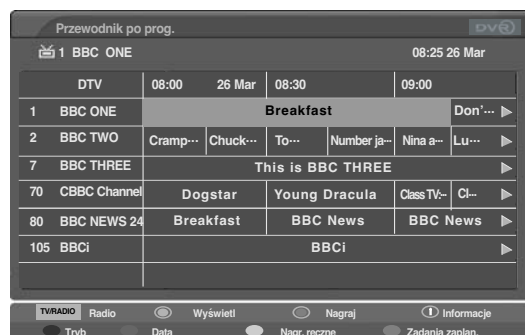 Przewodnik po prog. DVR
1 BBC ONE 08:25 26 Mar
DTV 08:00 26 Mar 08:30 09:00
1 BBC ONE Breakfast Don'···
2 BBC TWO Cramp··· Chuck··· To··· Number ja··· Nina a··· Lu···
7 BBC THREE This is BBC THREE
70 CBBC Channel Dogstar Young Dracula Class TV:·· Cl···
80 BBC NEWS 24 Breakfast BBC News BBC News
105 BBCi BBCi
TV/RADIO Radio Wyświetl Nagraj Informacje
Tryb Data Nagr. ręczne Zadania zaplan.